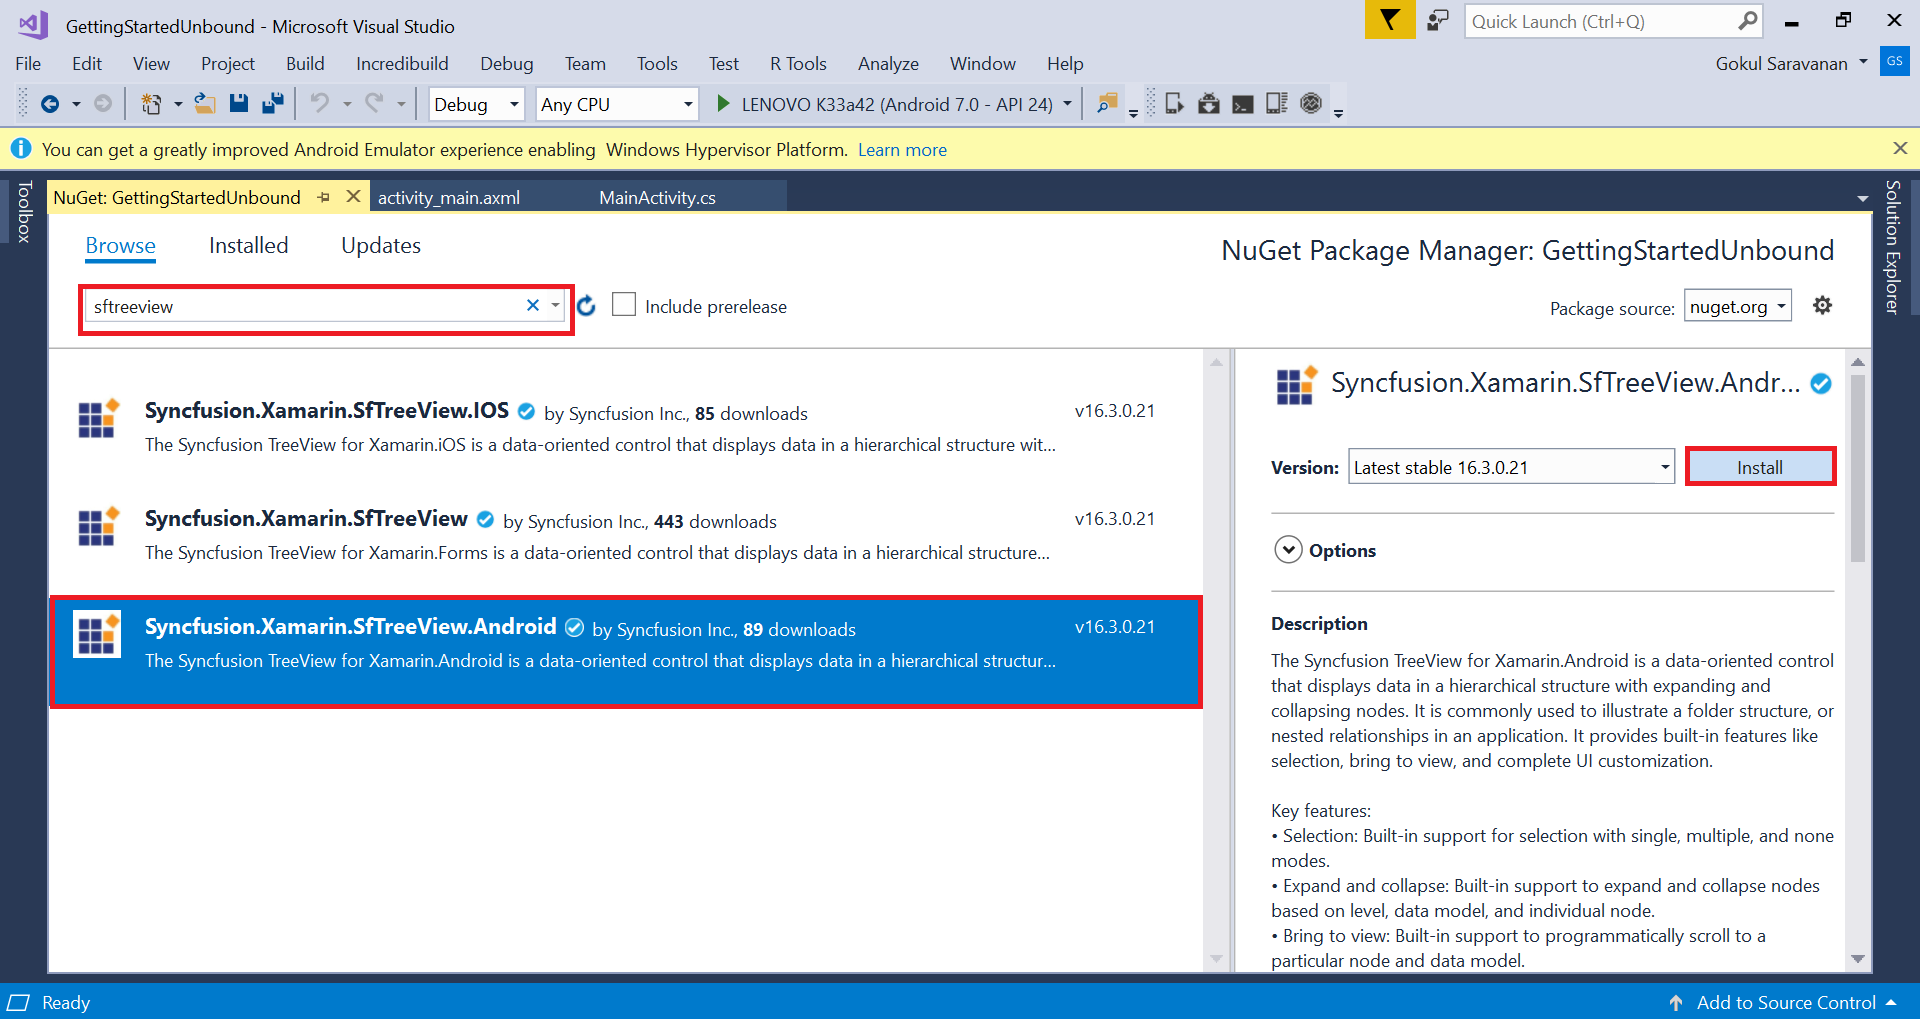 GettingStartedUnbound - Microsoft Visual Studio
Quick Launch (Ctrl+Q)
File Edit View Project Build Incredibuild Debug Team Tools Test R Tools Analyze Window Help
Gokul Saravanan GS
Debug Any CPU LENOVO K33a42 (Android 7.0 - API 24)
You can get a greatly improved Android Emulator experience enabling Windows Hypervisor Platform. Learn more
Toolbox
NuGet: GettingStartedUnbound activity_main.axml MainActivity.cs
Solution Explorer
Browse Installed Updates
NuGet Package Manager: GettingStartedUnbound
sftreeview
Include prerelease
Package source: nuget.org
Syncfusion.Xamarin.SfTreeView.IOS by Syncfusion Inc., 85 downloads v16.3.0.21
The Syncfusion TreeView for Xamarin.iOS is a data-oriented control that displays data in a hierarchical structure wit...
Syncfusion.Xamarin.SfTreeView by Syncfusion Inc., 443 downloads v16.3.0.21
The Syncfusion TreeView for Xamarin.Forms is a data-oriented control that displays data in a hierarchical structure...
Syncfusion.Xamarin.SfTreeView.Android by Syncfusion Inc., 89 downloads v16.3.0.21
The Syncfusion TreeView for Xamarin.Android is a data-oriented control that displays data in a hierarchical structur...
Syncfusion.Xamarin.SfTreeView.Andr...
Version: Latest stable 16.3.0.21 Install
Options
Description
The Syncfusion TreeView for Xamarin.Android is a data-oriented control
that displays data in a hierarchical structure with expanding and
collapsing nodes. It is commonly used to illustrate a folder structure, or
nested relationships in an application. It provides built-in features like
selection, bring to view, and complete UI customization.
Key features:
• Selection: Built-in support for selection with single, multiple, and none
modes.
• Expand and collapse: Built-in support to expand and collapse nodes
based on level, data model, and individual node.
• Bring to view: Built-in support to programmatically scroll to a
particular node and data model.
Ready
Add to Source Control